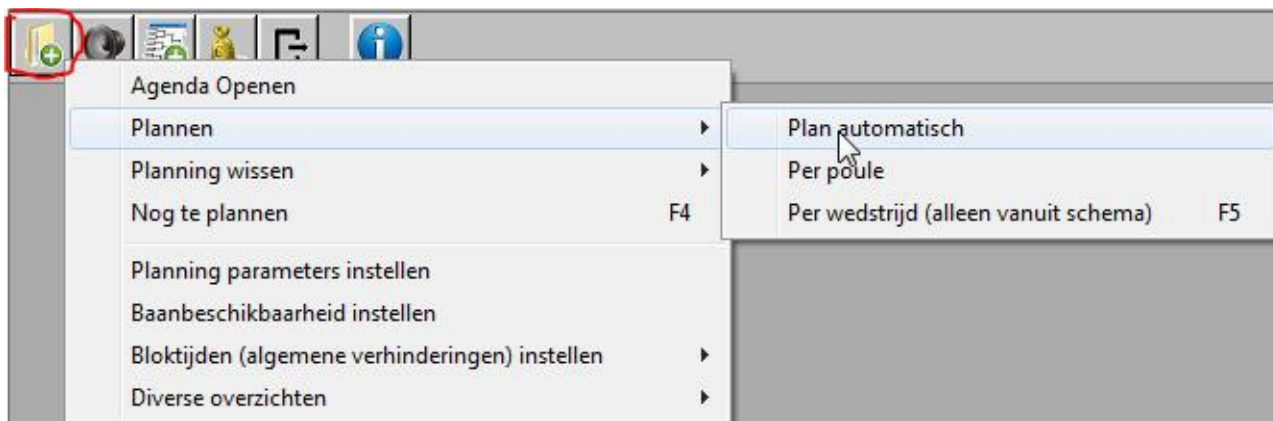 Agenda Openen
Plannen
Planning wissen
Nog te plannen F4
Planning parameters instellen
Baanbeschikbaarheid instellen
Bloktijden (algemene verhinderingen) instellen
Diverse overzichten
Plan automatisch
Per poule
Per wedstrijd (alleen vanuit schema) F5